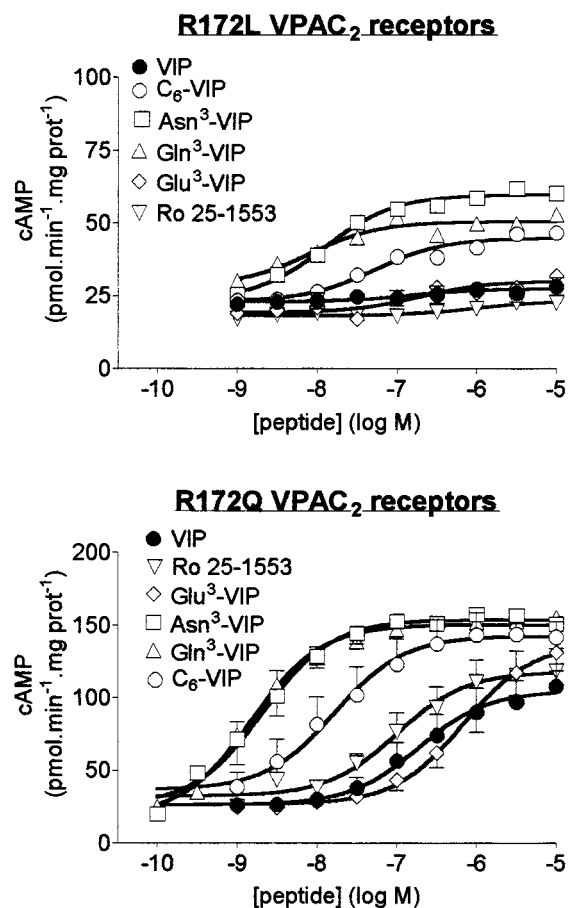 R172L VPAC₂ receptors
VIP
C₆-VIP
Asn³-VIP
Gln³-VIP
Glu³-VIP
Ro 25-1553
cAMP
(pmol.min⁻¹.mg prot⁻¹)
100
75
50
25
0
-10 -9 -8 -7 -6 -5
[peptide] (log M)
R172Q VPAC₂ receptors
VIP
Ro 25-1553
Glu³-VIP
Asn³-VIP
Gln³-VIP
C₆-VIP
cAMP
(pmol.min⁻¹.mg prot⁻¹)
200
150
100
50
0
-10 -9 -8 -7 -6 -5
[peptide] (log M)